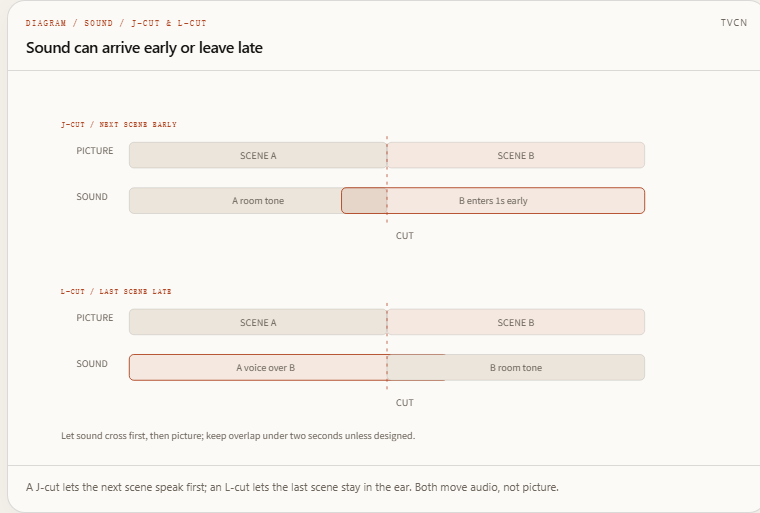 DIAGRAM / SOUND / J-CUT & L-CUT
TVCN
Sound can arrive early or leave late
J-CUT / NEXT SCENE EARLY
PICTURE
SCENE A
SCENE B
SOUND
A room tone
B enters 1s early
CUT
L-CUT / LAST SCENE LATE
PICTURE
SCENE A
SCENE B
SOUND
A voice over B
B room tone
CUT
Let sound cross first, then picture; keep overlap under two seconds unless designed.
A J-cut lets the next scene speak first; an L-cut lets the last scene stay in the ear. Both move audio, not picture.